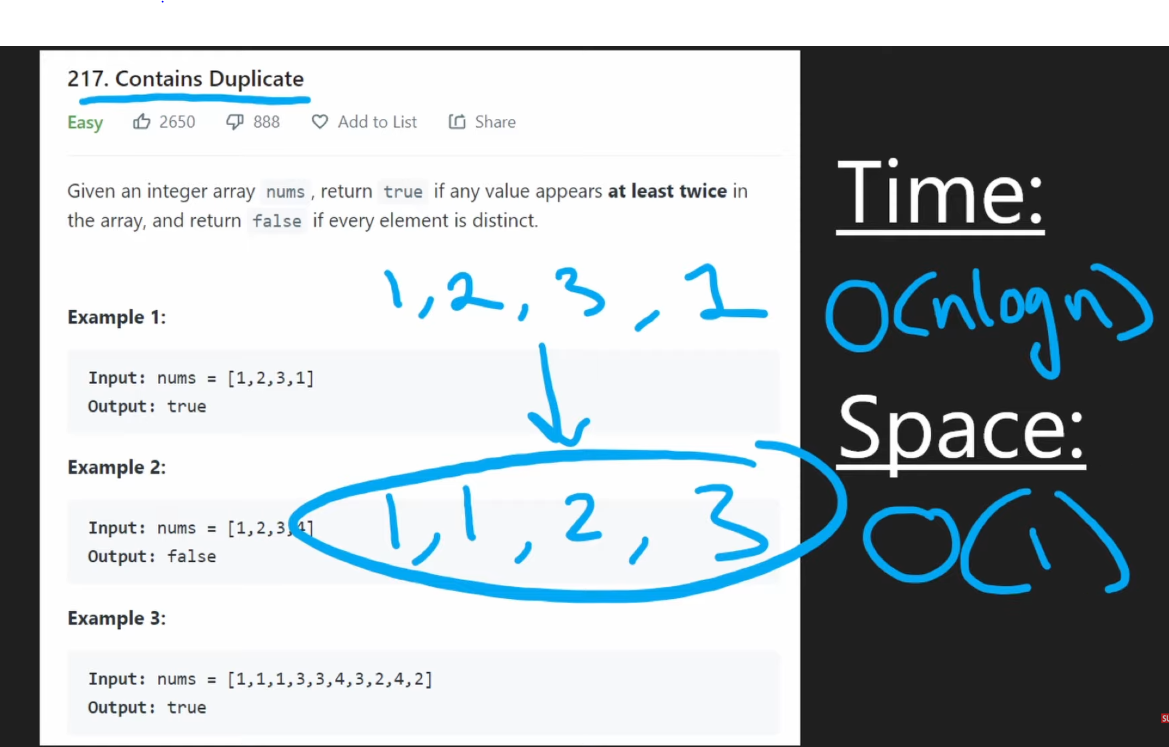 217. Contains Duplicate
Easy 2650 888 Add to List Share
Given an integer array nums, return true if any value appears at least twice in
the array, and return false if every element is distinct.
1, 2, 3, 1
Example 1:
Input: nums = [1,2,3,1]
Output: true
Example 2:
Input: nums = [1,2,3,4]
Output: false
1, 1, 2, 3
Example 3:
Input: nums = [1,1,1,3,3,4,3,2,4,2]
Output: true
Time:
O(nlogn)
Space:
O(1)